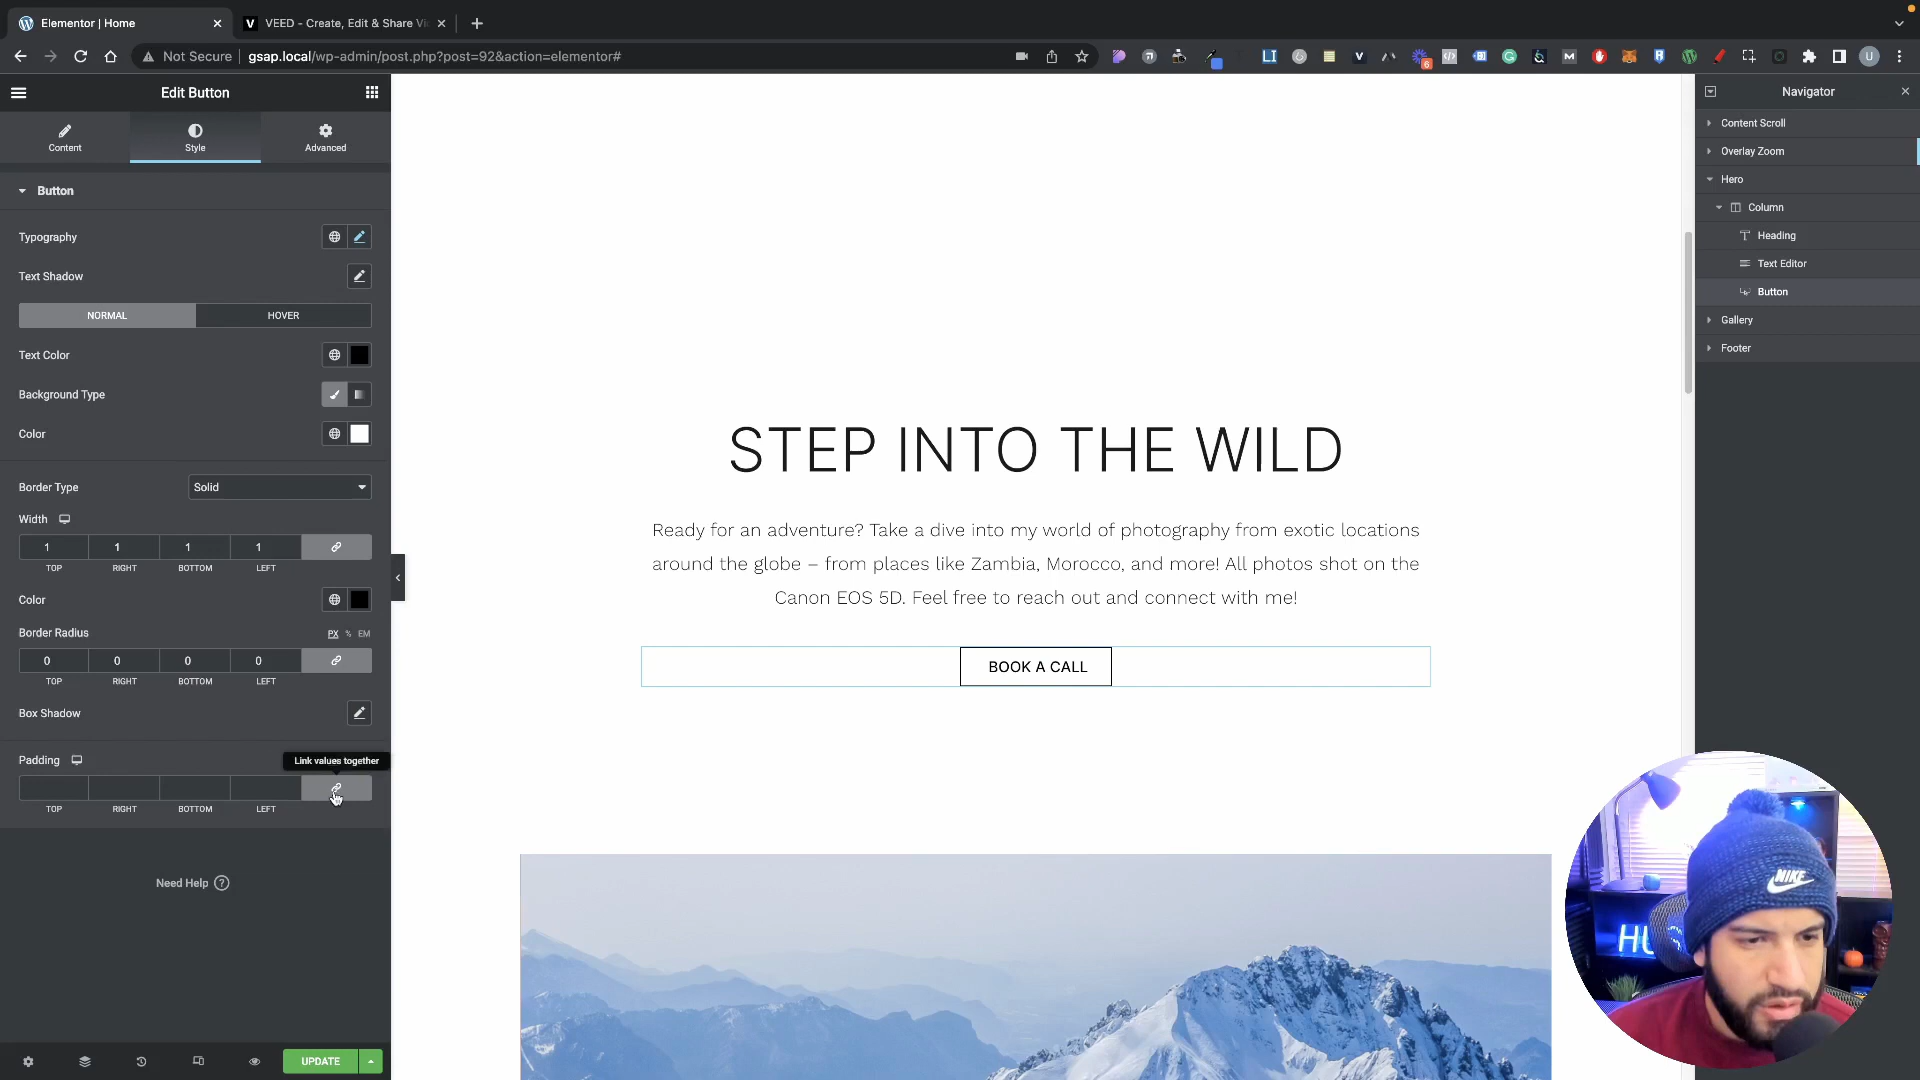 Elementor | Home
VEED - Create, Edit & Share Vi
Not Secure
gsap.local/wp-admin/post.php?post=92&action=elementor#
6
U
Edit Button
Content
Style
Advanced
Button
Typography
Text Shadow
NORMAL
HOVER
Text Color
Background Type
Color
Border Type
Solid
Width
1 1 1 1
TOP RIGHT BOTTOM LEFT
Color
Border Radius
PX % EM
0 0 0 0
TOP RIGHT BOTTOM LEFT
Box Shadow
Padding
Link values together
TOP RIGHT BOTTOM LEFT
Need Help
UPDATE
STEP INTO THE WILD
Ready for an adventure? Take a dive into my world of photography from exotic locations
around the globe – from places like Zambia, Morocco, and more! All photos shot on the
Canon EOS 5D. Feel free to reach out and connect with me!
BOOK A CALL
Navigator
Content Scroll
Overlay Zoom
Hero
Column
Heading
Text Editor
Button
Gallery
Footer
NIKE